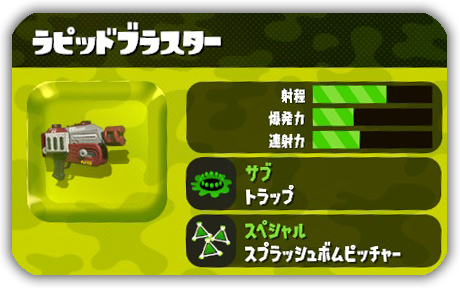 ラピッドブラスター
射程
爆発力
連射力
サブ
トラップ
スペシャル
スプラッシュボムピッチャー